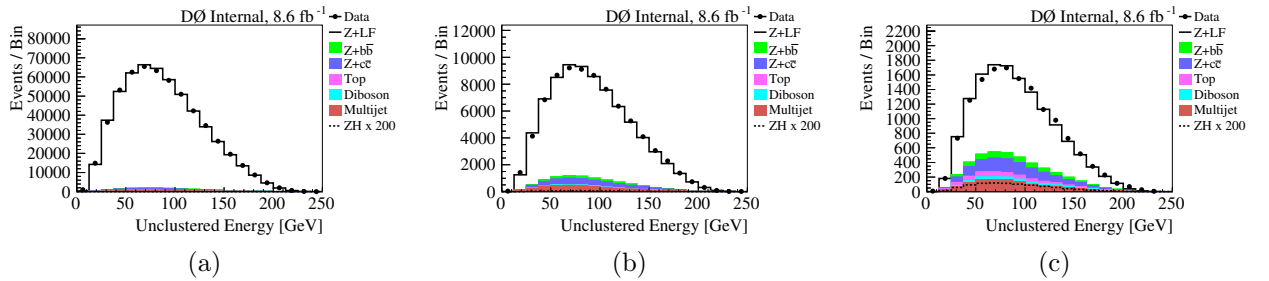 DØ Internal, 8.6 fb⁻¹
Events / Bin
80000
70000
60000
50000
40000
30000
20000
10000
0
0 50 100 150 200 250
Unclustered Energy [GeV]
Data
Z+LF
Z+bb̅
Z+cc̅
Top
Diboson
Multijet
ZH x 200
(a)
DØ Internal, 8.6 fb⁻¹
Events / Bin
12000
10000
8000
6000
4000
2000
0
0 50 100 150 200 250
Unclustered Energy [GeV]
Data
Z+LF
Z+bb̅
Z+cc̅
Top
Diboson
Multijet
ZH x 200
(b)
DØ Internal, 8.6 fb⁻¹
Events / Bin
2200
2000
1800
1600
1400
1200
1000
800
600
400
200
0
0 50 100 150 200 250
Unclustered Energy [GeV]
Data
Z+LF
Z+bb̅
Z+cc̅
Top
Diboson
Multijet
ZH x 200
(c)